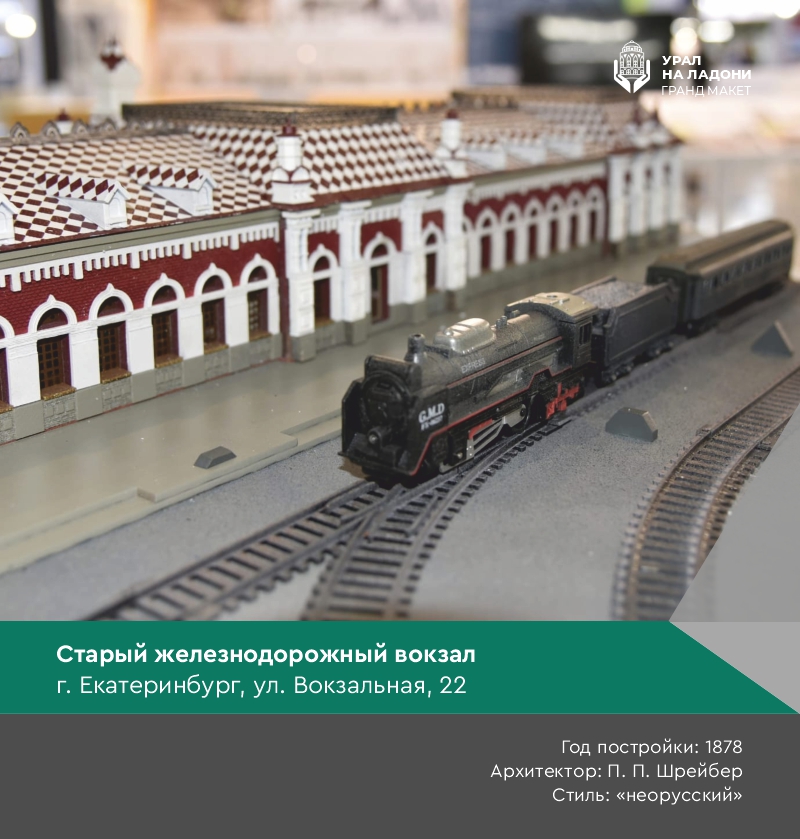 УРАЛ
НА ЛАДОНИ
ГРАНД МАКЕТ
G.M.D
Старый железнодорожный вокзал
г. Екатеринбург, ул. Вокзальная, 22
Год постройки: 1878
Архитектор: П. П. Шрейбер
Стиль: «неорусский»